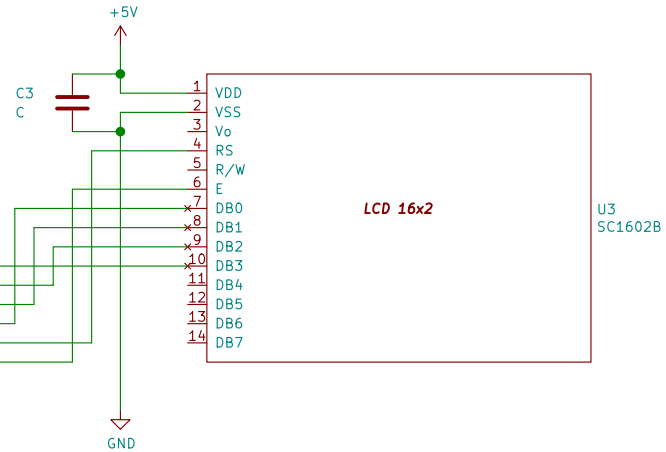 +5V
C3
C
1 VDD
2 VSS
3 Vo
4 RS
5 R/W
6 E
7 DB0
8 DB1
9 DB2
10 DB3
11 DB4
12 DB5
13 DB6
14 DB7
LCD 16x2
U3
SC1602B
GND